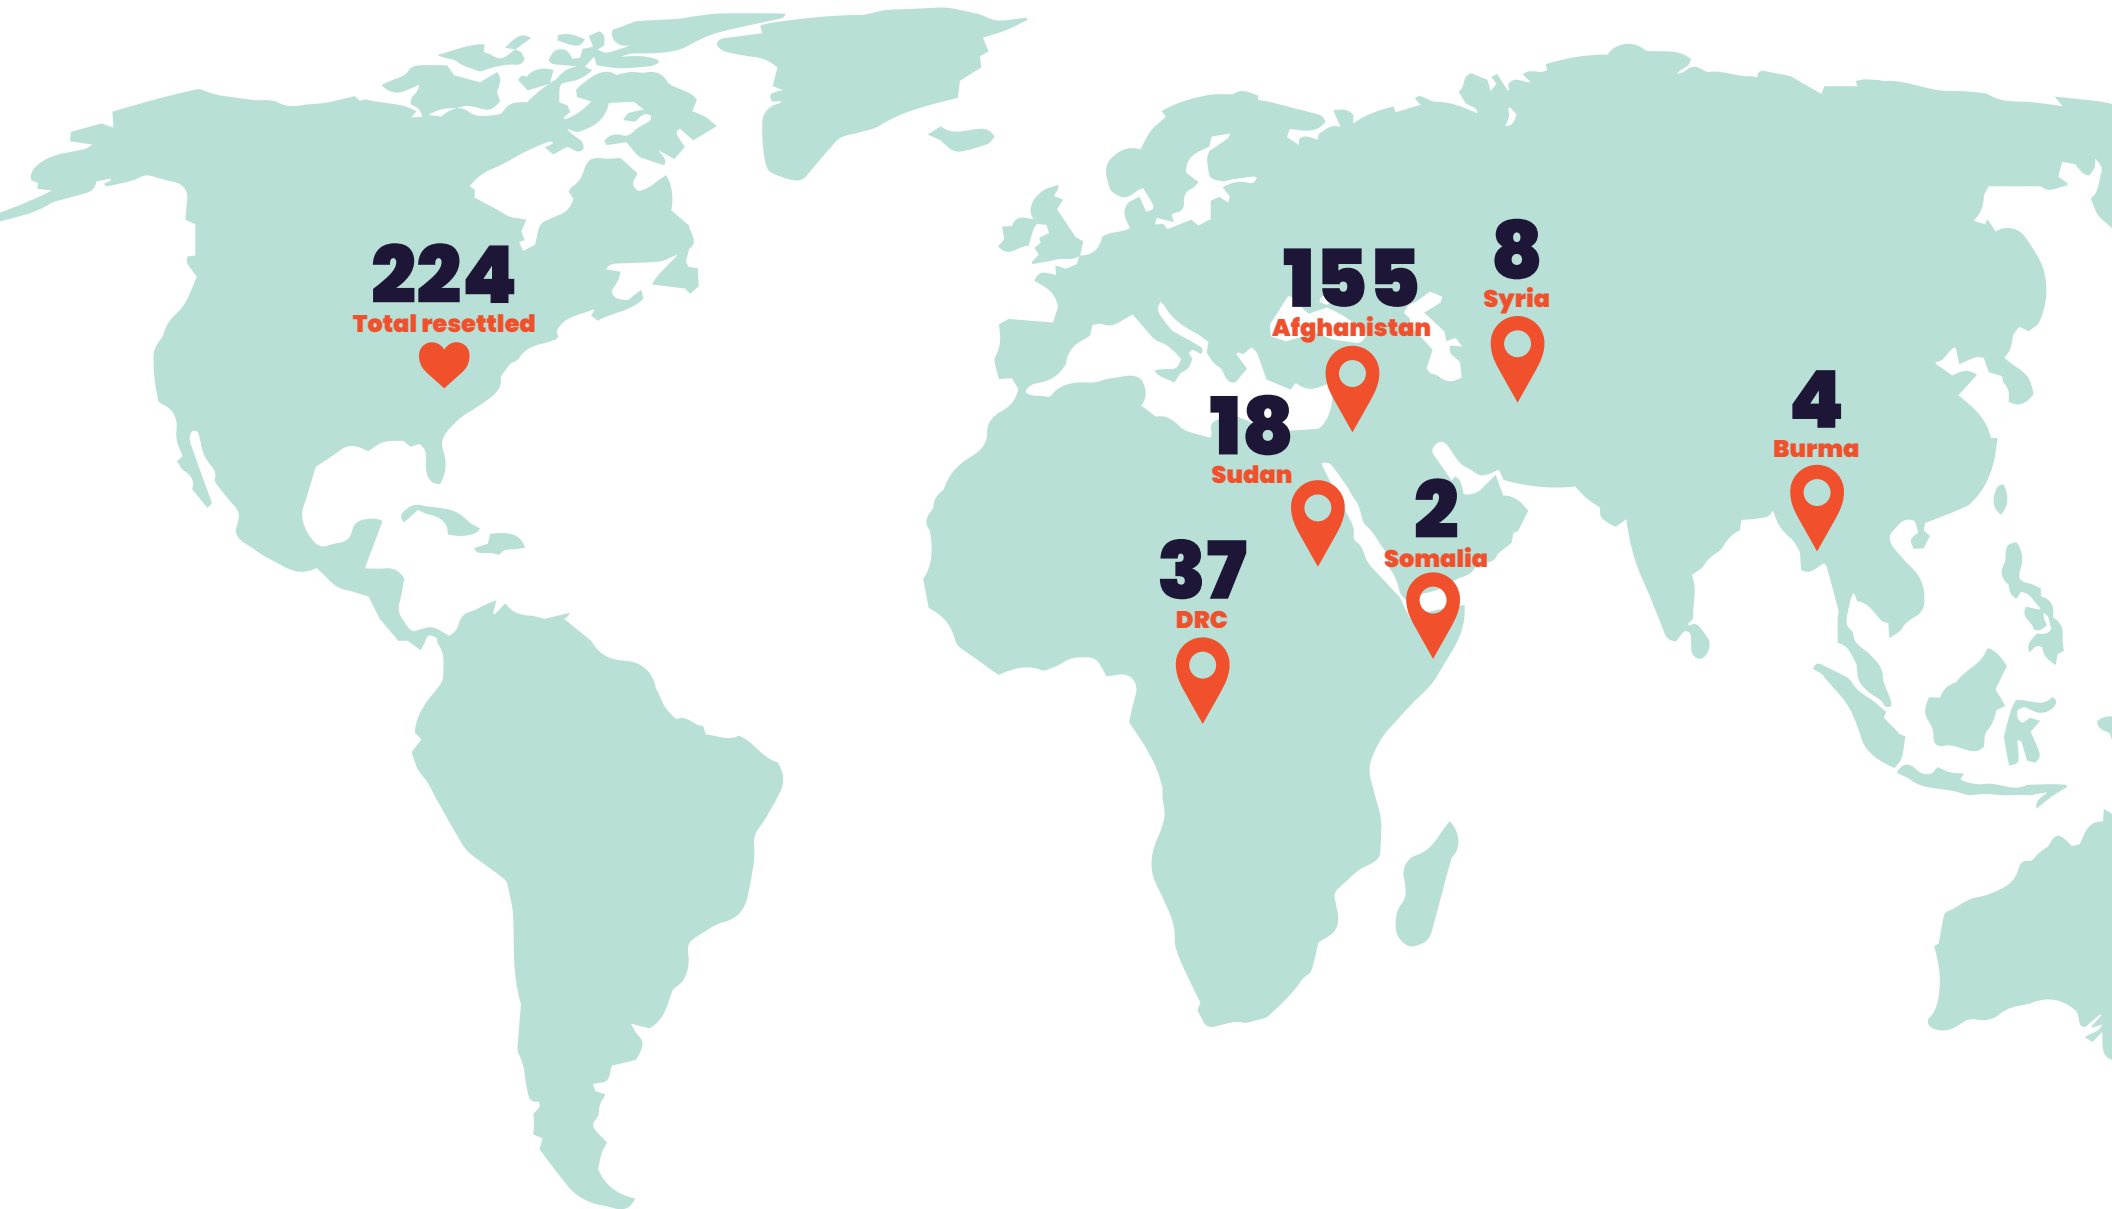 224
Total resettled
155
Afghanistan
8
Syria
18
Sudan
4
Burma
2
Somalia
37
DRC